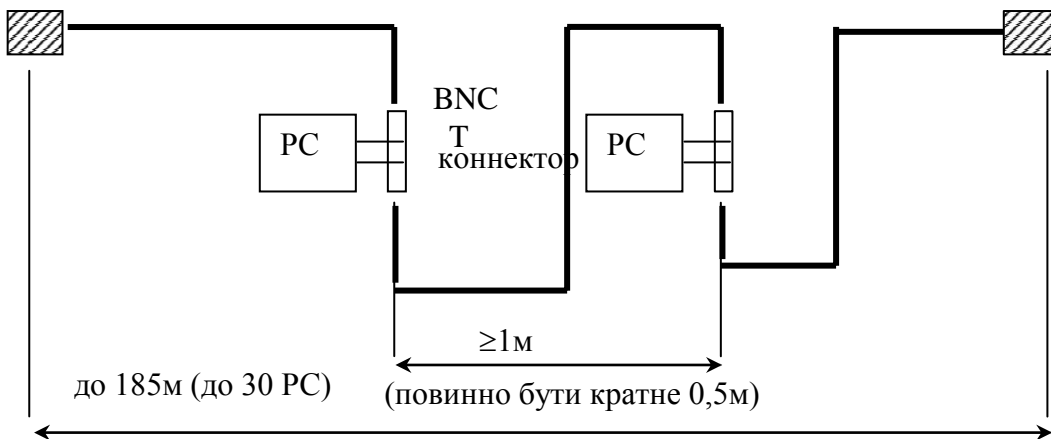 BNC
T
коннектор
PC
PC
≥1м
до 185м (до 30 PC)
(повинно бути кратне 0,5м)